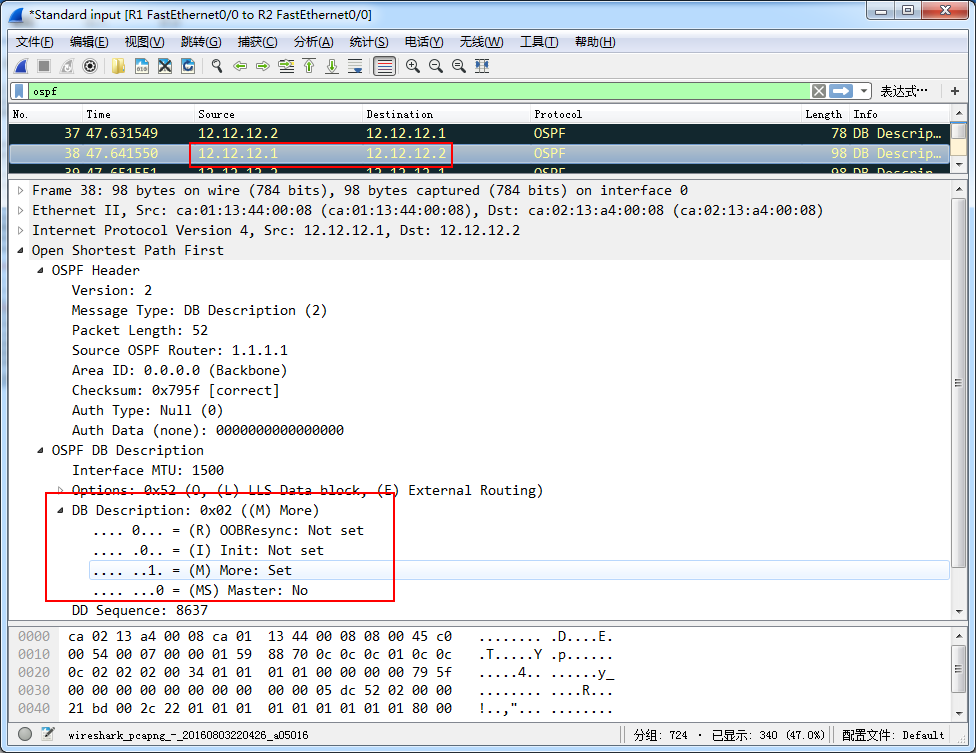 *Standard input [R1 FastEthernet0/0 to R2 FastEthernet0/0]
文件(F) 编辑(E) 视图(V) 跳转(G) 捕获(C) 分析(A) 统计(S) 电话(Y) 无线(W) 工具(T) 帮助(H)
ospf 表达式…
No. Time Source Destination Protocol Length Info
37 47.631549 12.12.12.2 12.12.12.1 OSPF 78 DB Descrip…
38 47.641550 12.12.12.1 12.12.12.2 OSPF 98 DB Descrip…
39 47.651551 12.12.12.2 12.12.12.1 OSPF 98 DB Descrip…
Frame 38: 98 bytes on wire (784 bits), 98 bytes captured (784 bits) on interface 0
Ethernet II, Src: ca:01:13:44:00:08 (ca:01:13:44:00:08), Dst: ca:02:13:a4:00:08 (ca:02:13:a4:00:08)
Internet Protocol Version 4, Src: 12.12.12.1, Dst: 12.12.12.2
Open Shortest Path First
OSPF Header
Version: 2
Message Type: DB Description (2)
Packet Length: 52
Source OSPF Router: 1.1.1.1
Area ID: 0.0.0.0 (Backbone)
Checksum: 0x795f [correct]
Auth Type: Null (0)
Auth Data (none): 0000000000000000
OSPF DB Description
Interface MTU: 1500
Options: 0x52 (O, (L) LLS Data block, (E) External Routing)
DB Description: 0x02 ((M) More)
.... 0... = (R) OOBResync: Not set
.... .0.. = (I) Init: Not set
.... ..1. = (M) More: Set
.... ...0 = (MS) Master: No
DD Sequence: 8637
0000 ca 02 13 a4 00 08 ca 01 13 44 00 08 08 00 45 c0 ........ .D....E.
0010 00 54 00 07 00 00 01 59 88 70 0c 0c 0c 01 0c 0c .T.....Y .p......
0020 0c 02 02 02 00 34 01 01 01 01 00 00 00 00 79 5f .....4.. ......y_
0030 00 00 00 00 00 00 00 00 00 00 05 dc 52 02 00 00 ........ ....R...
0040 21 bd 00 2c 22 01 01 01 01 01 01 01 01 01 80 00 !..,"... ........
wireshark_pcapng_-_20160803220426_a05016 分组: 724 · 已显示: 340 (47.0%) 配置文件: Default